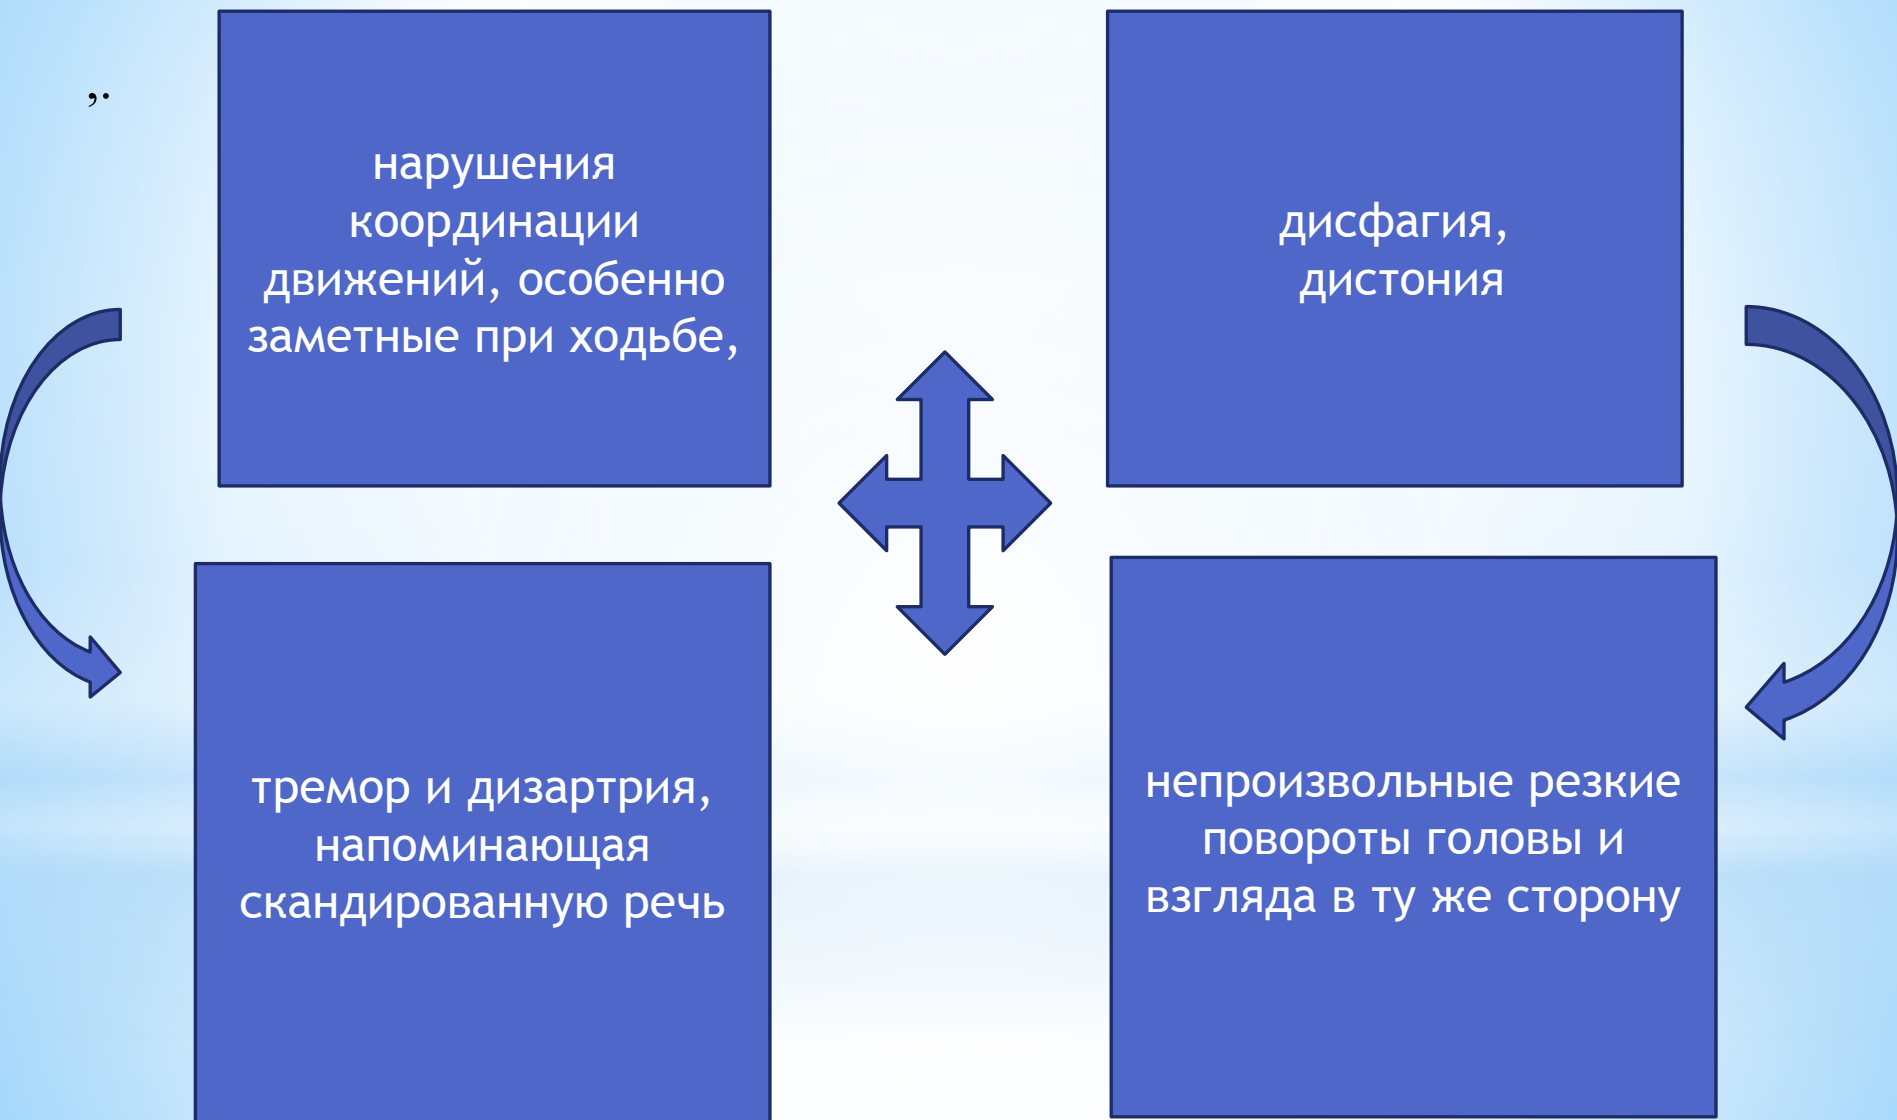 ,.
нарушения
координации
движений, особенно
заметные при ходьбе,
дисфагия,
дистония
тремор и дизартрия,
напоминающая
скандированную речь
непроизвольные резкие
повороты головы и
взгляда в ту же сторону